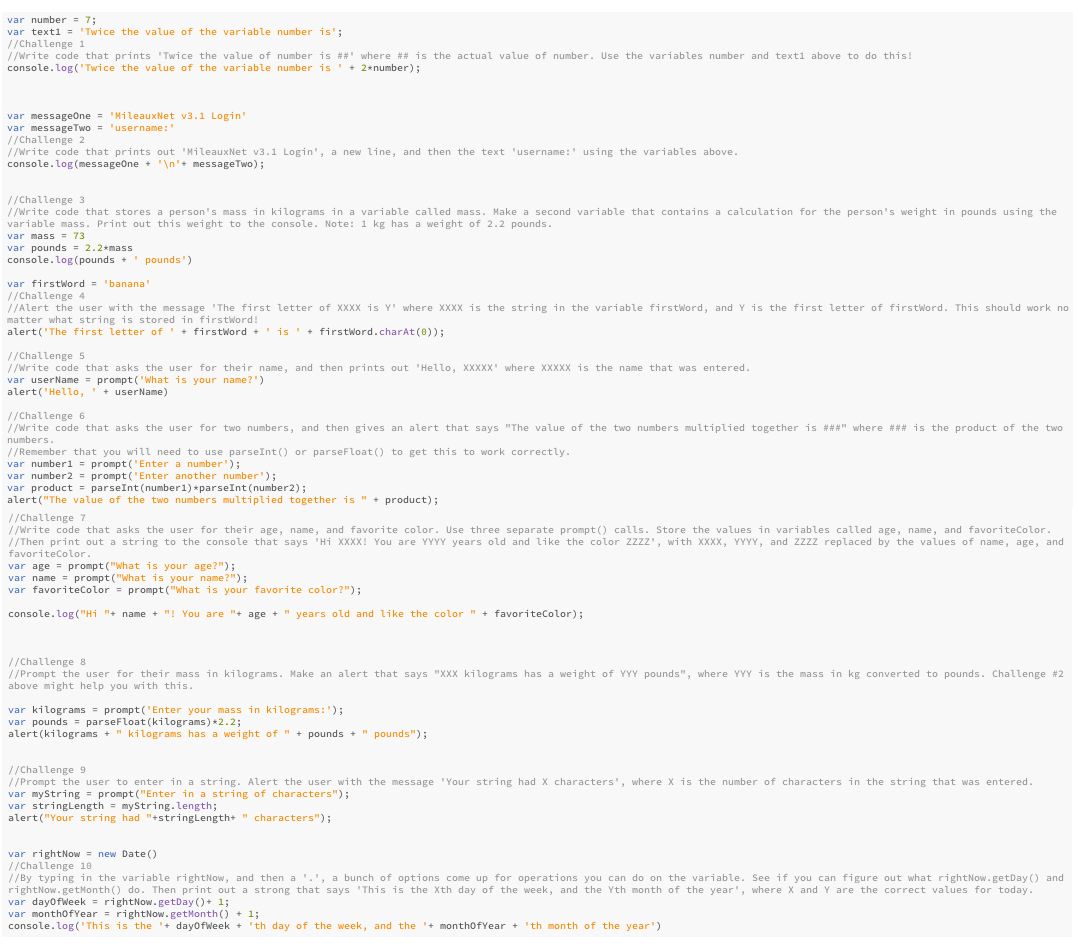 var number = 7;
var text1 = 'Twice the value of the variable number is';
//Challenge 1
//Write code that prints 'Twice the value of number is ##' where ## is the actual value of number. Use the variables number and text1 above to do this!
console.log('Twice the value of the variable number is ' + 2*number);
var messageOne = 'MileauxNet v3.1 Login'
var messageTwo = 'username:'
//Challenge 2
//Write code that prints out 'MileauxNet v3.1 Login', a new line, and then the text 'username:' using the variables above.
console.log(messageOne + '\n'+ messageTwo);
//Challenge 3
//Write code that stores a person's mass in kilograms in a variable called mass. Make a second variable that contains a calculation for the person's weight in pounds using the
variable mass. Print out this weight to the console. Note: 1 kg has a weight of 2.2 pounds.
var mass = 73
var pounds = 2.2*mass
console.log(pounds + ' pounds')
var firstWord = 'banana'
//Challenge 4
//Alert the user with the message 'The first letter of XXXX is Y' where XXXX is the string in the variable firstWord, and Y is the first letter of firstWord. This should work no
matter what string is stored in firstWord!
alert('The first letter of ' + firstWord + ' is ' + firstWord.charAt(0));
//Challenge 5
//Write code that asks the user for their name, and then prints out 'Hello, XXXXX' where XXXXX is the name that was entered.
var userName = prompt('What is your name?')
alert('Hello, ' + userName)
//Challenge 6
//Write code that asks the user for two numbers, and then gives an alert that says "The value of the two numbers multiplied together is ###" where ### is the product of the two
numbers.
//Remember that you will need to use parseInt() or parseFloat() to get this to work correctly.
var number1 = prompt('Enter a number');
var number2 = prompt('Enter another number');
var product = parseInt(number1)*parseInt(number2);
alert("The value of the two numbers multiplied together is " + product);
//Challenge 7
//Write code that asks the user for their age, name, and favorite color. Use three separate prompt() calls. Store the values in variables called age, name, and favoriteColor.
//Then print out a string to the console that says 'Hi XXXX! You are YYYY years old and like the color ZZZZ', with XXXX, YYYY, and ZZZZ replaced by the values of name, age, and
favoriteColor.
var age = prompt("What is your age?");
var name = prompt("What is your name?");
var favoriteColor = prompt("What is your favorite color?");
console.log("Hi "+ name + "! You are "+ age + " years old and like the color " + favoriteColor);
//Challenge 8
//Prompt the user for their mass in kilograms. Make an alert that says "XXX kilograms has a weight of YYY pounds", where YYY is the mass in kg converted to pounds. Challenge #2
above might help you with this.
var kilograms = prompt('Enter your mass in kilograms:');
var pounds = parseFloat(kilograms)*2.2;
alert(kilograms + " kilograms has a weight of " + pounds + " pounds");
//Challenge 9
//Prompt the user to enter in a string. Alert the user with the message 'Your string had X characters', where X is the number of characters in the string that was entered.
var myString = prompt("Enter in a string of characters");
var stringLength = myString.length;
alert("Your string had "+stringLength+ " characters");
var rightNow = new Date()
//Challenge 10
//By typing in the variable rightNow, and then a '.', a bunch of options come up for operations you can do on the variable. See if you can figure out what rightNow.getDay() and
rightNow.getMonth() do. Then print out a strong that says 'This is the Xth day of the week, and the Yth month of the year', where X and Y are the correct values for today.
var dayOfWeek = rightNow.getDay()+ 1;
var monthOfYear = rightNow.getMonth() + 1;
console.log('This is the '+ dayOfWeek + 'th day of the week, and the '+ monthOfYear + 'th month of the year')